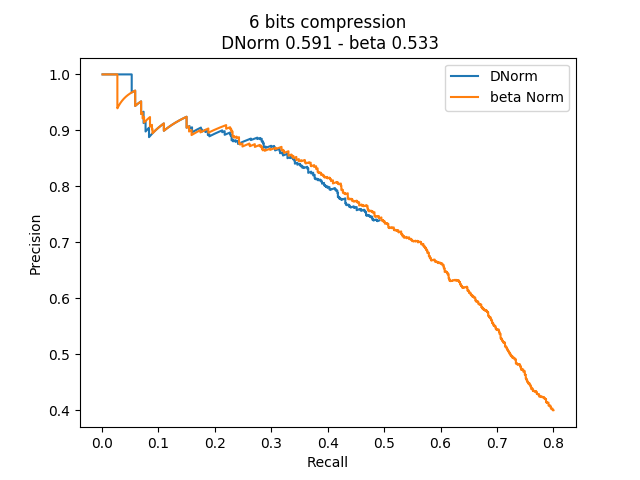 6 bits compression
DNorm 0.591 - beta 0.533
DNorm
beta Norm
1.0
0.9
0.8
0.7
0.6
0.5
0.4
Precision
0.0 0.1 0.2 0.3 0.4 0.5 0.6 0.7 0.8
Recall